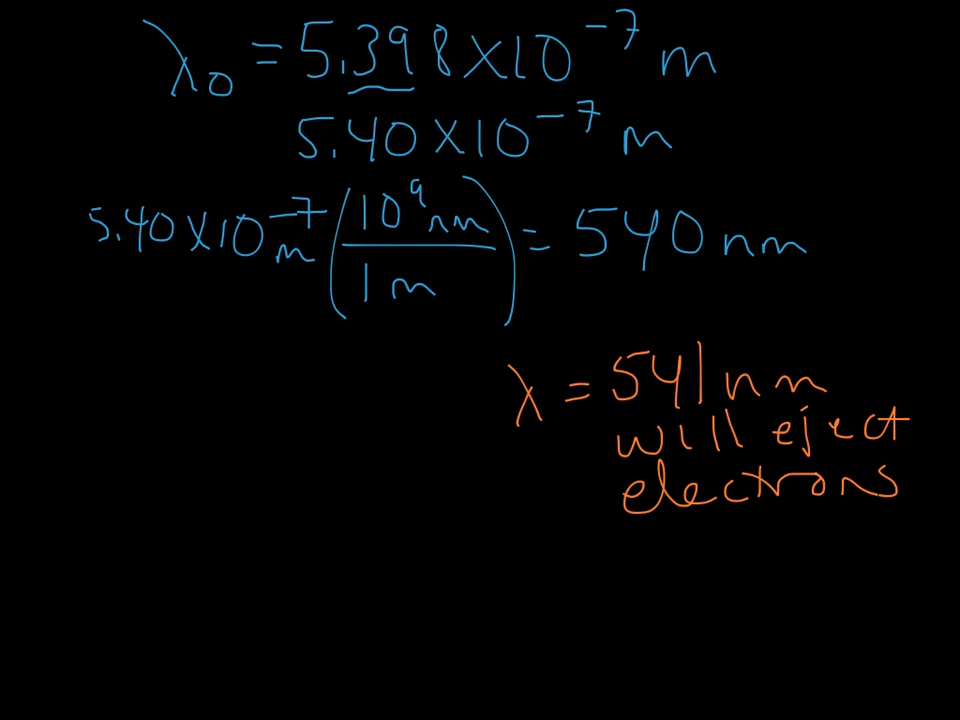 λ₀ = 5.398×10⁻⁷ m
5.40×10⁻⁷ m
5.40×10⁻⁷ m (10⁹ nm / 1 m) = 540 nm
λ = 541 nm
will eject
electrons